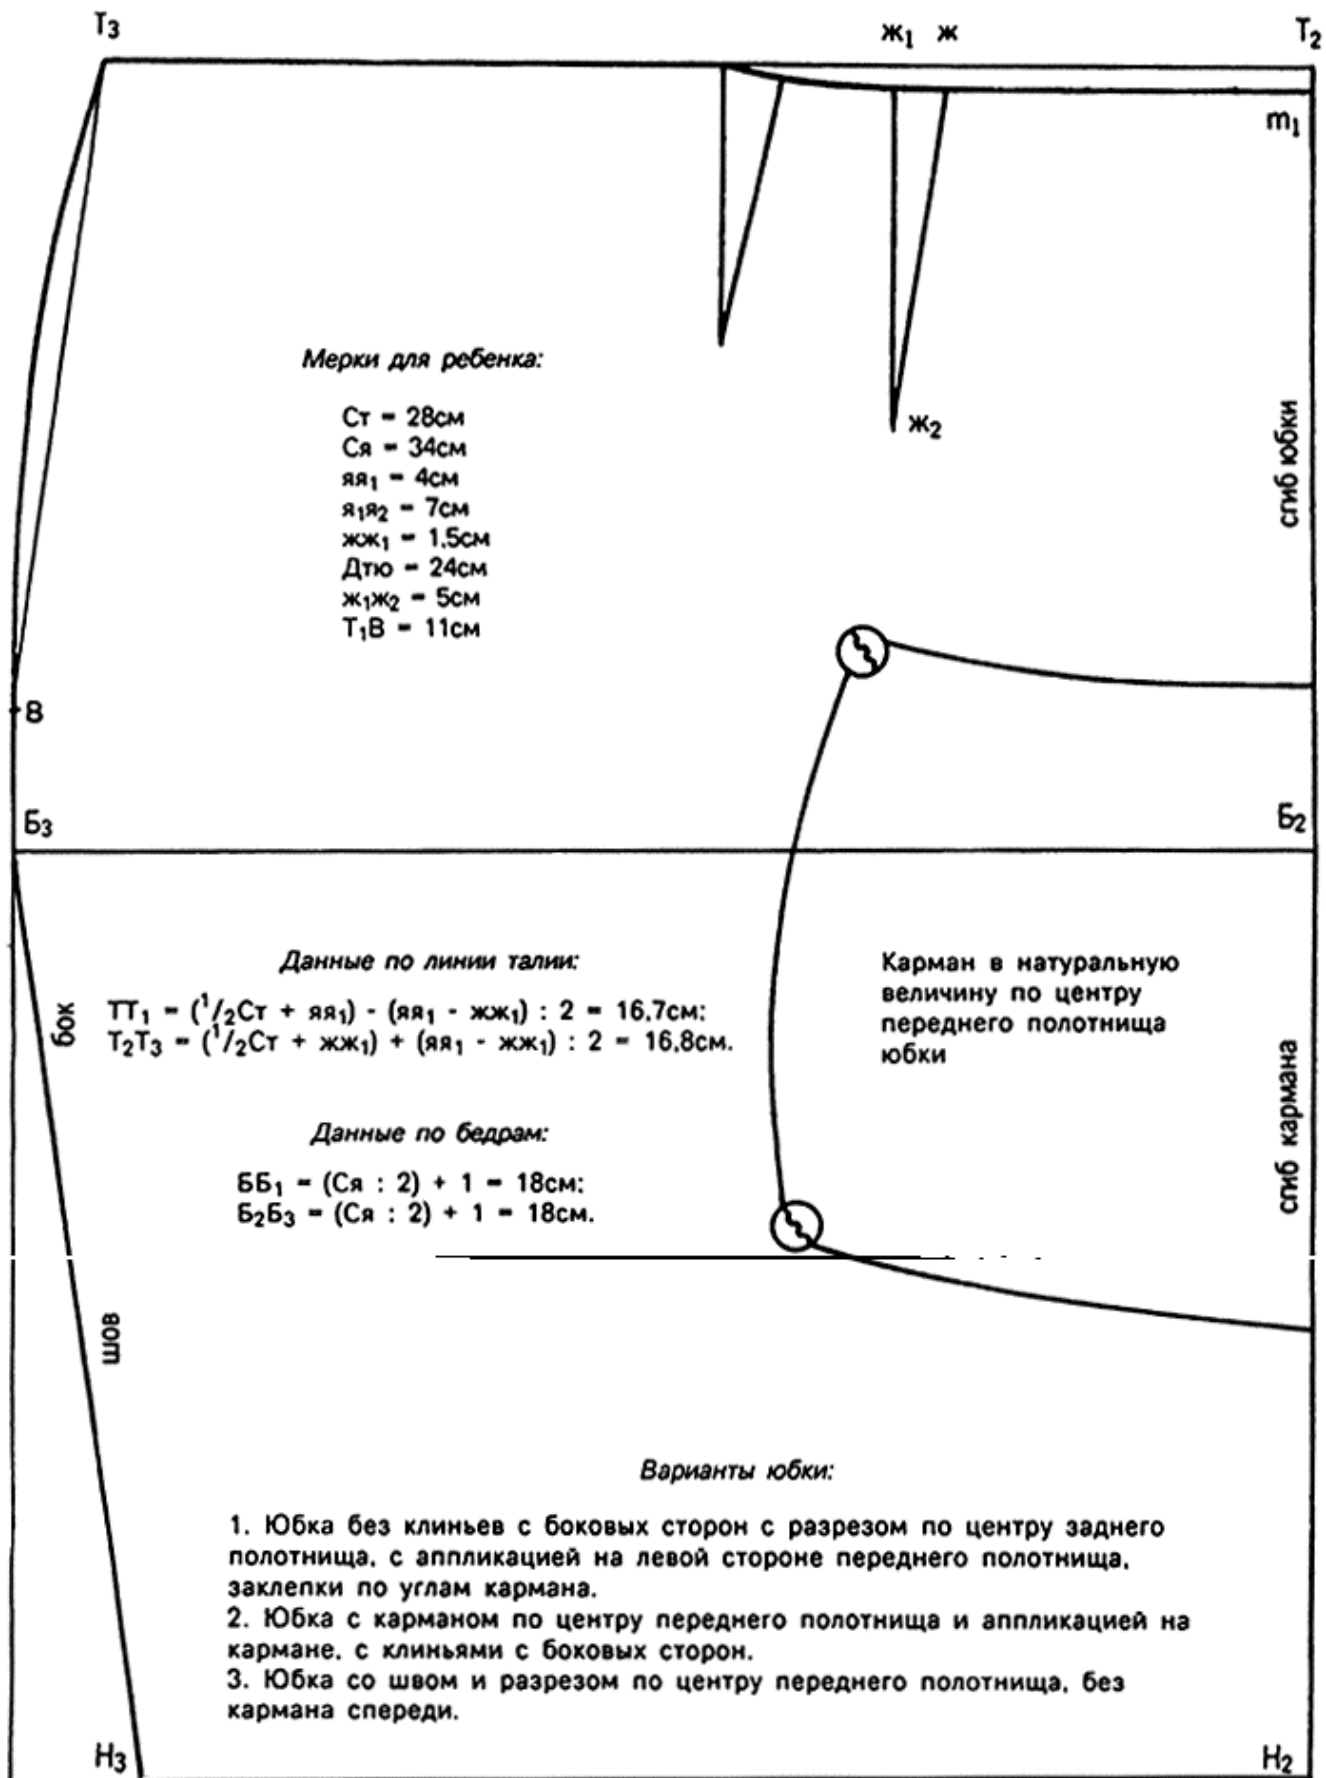 Т₃ ж₁ ж Т₂
m₁
Мерки для ребенка:
Ст = 28см
Ся = 34см
яя₁ = 4см
я₁я₂ = 7см
жж₁ = 1,5см
Дтю = 24см
ж₁ж₂ = 5см
Т₁В = 11см
ж₂
сгиб юбки
В
Б₃ Б₂
Данные по линии талии:
ТТ₁ = (¹/₂Ст + яя₁) - (яя₁ - жж₁) : 2 = 16,7см;
Т₂Т₃ = (¹/₂Ст + жж₁) + (яя₁ - жж₁) : 2 = 16,8см.
Данные по бедрам:
ББ₁ = (Ся : 2) + 1 = 18см;
Б₂Б₃ = (Ся : 2) + 1 = 18см.
Карман в натуральную
величину по центру
переднего полотнища
юбки
сгиб кармана
бок
шов
Варианты юбки:
1. Юбка без клиньев с боковых сторон с разрезом по центру заднего
полотнища, с аппликацией на левой стороне переднего полотнища,
заклепки по углам кармана.
2. Юбка с карманом по центру переднего полотнища и аппликацией на
кармане, с клиньями с боковых сторон.
3. Юбка со швом и разрезом по центру переднего полотнища, без
кармана спереди.
Н₃ Н₂